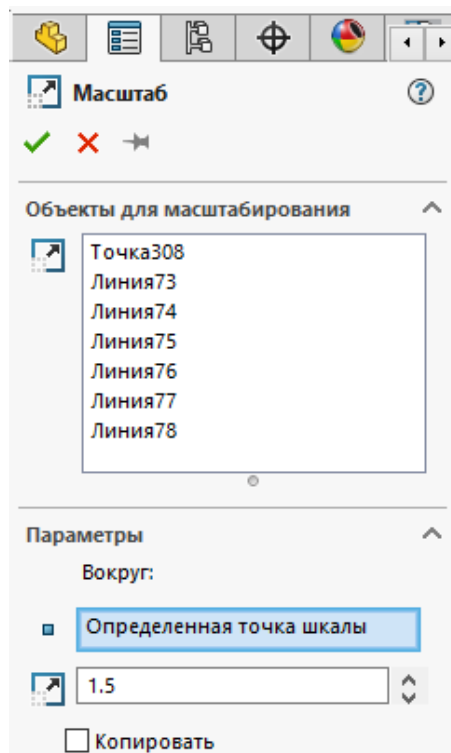 Масштаб
Объекты для масштабирования
Точка308
Линия73
Линия74
Линия75
Линия76
Линия77
Линия78
Параметры
Вокруг:
Определенная точка шкалы
1.5
Копировать